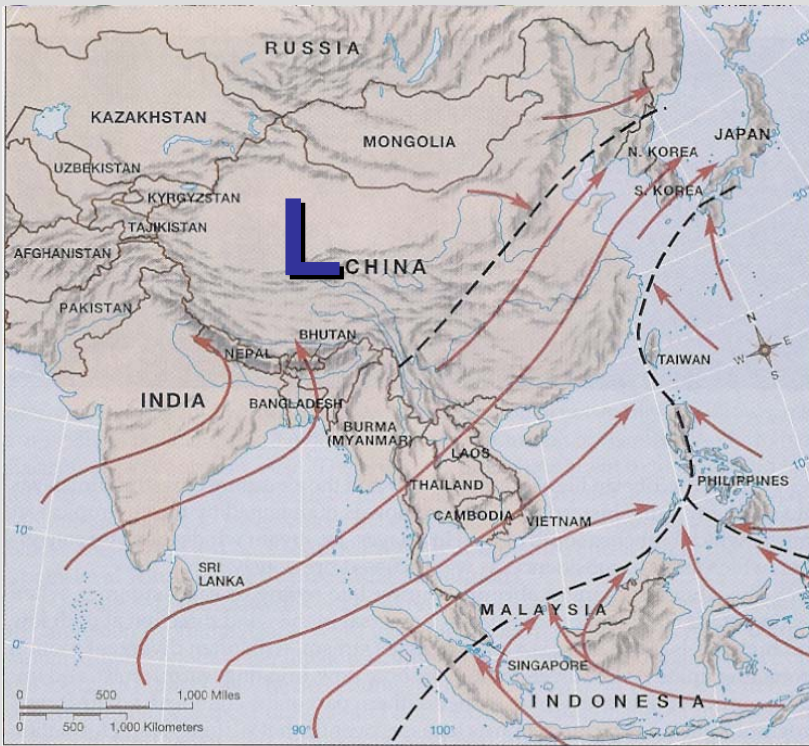 RUSSIA
KAZAKHSTAN
MONGOLIA
JAPAN
N. KOREA
UZBEKISTAN
KYRGYZSTAN
S. KOREA
TAJIKISTAN
AFGHANISTAN
L
CHINA
PAKISTAN
BHUTAN
N
NEPAL
W
E
S
TAIWAN
INDIA
BANGLADESH
BURMA
(MYANMAR)
LAOS
THAILAND
PHILIPPINES
CAMBODIA
VIETNAM
10°
10°
SRI
LANKA
MALAYSIA
0°
SINGAPORE
INDONESIA
0 500 1,000 Miles
0 500 1,000 Kilometers
90°
100°